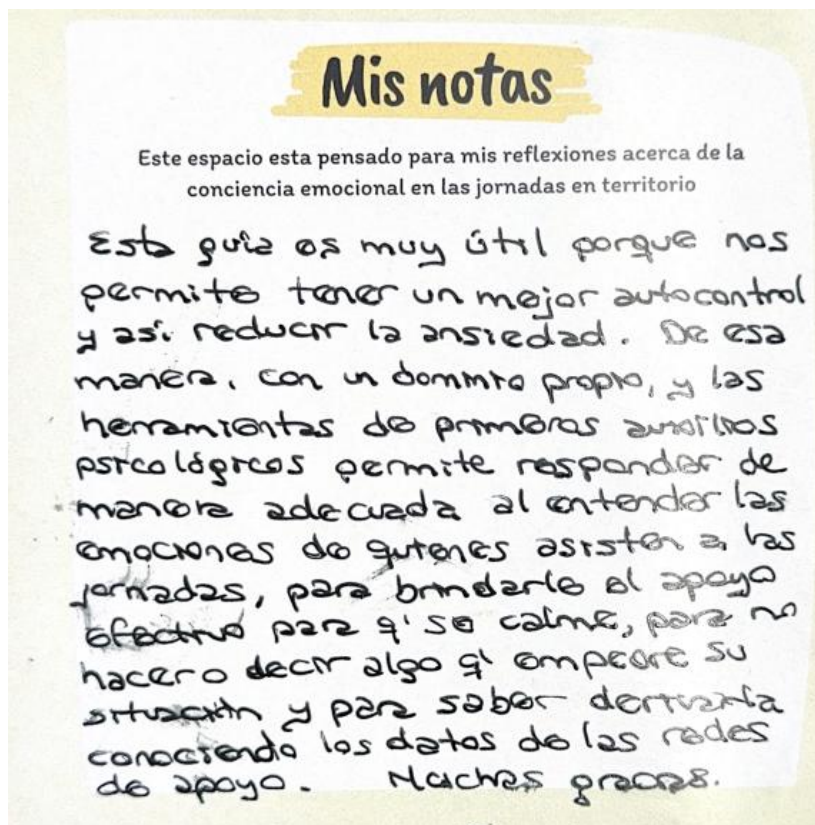 Mis notas
Este espacio esta pensado para mis reflexiones acerca de la
conciencia emocional en las jornadas en territorio
Esta guía es muy útil porque nos
permite tener un mejor autocontrol
y así reducir la ansiedad. De esa
manera, con un dominio propio, y las
herramientas de primeros auxilios
psicológicos permite responder de
manera adecuada al entender las
emociones de quienes asisten a las
jornadas, para brindarle el apoyo
efectivo para q' se calme, para no
hacer o decir algo q' empeore su
situación y para saber derivarla
conociendo los datos de las redes
de apoyo. Muchas gracias.